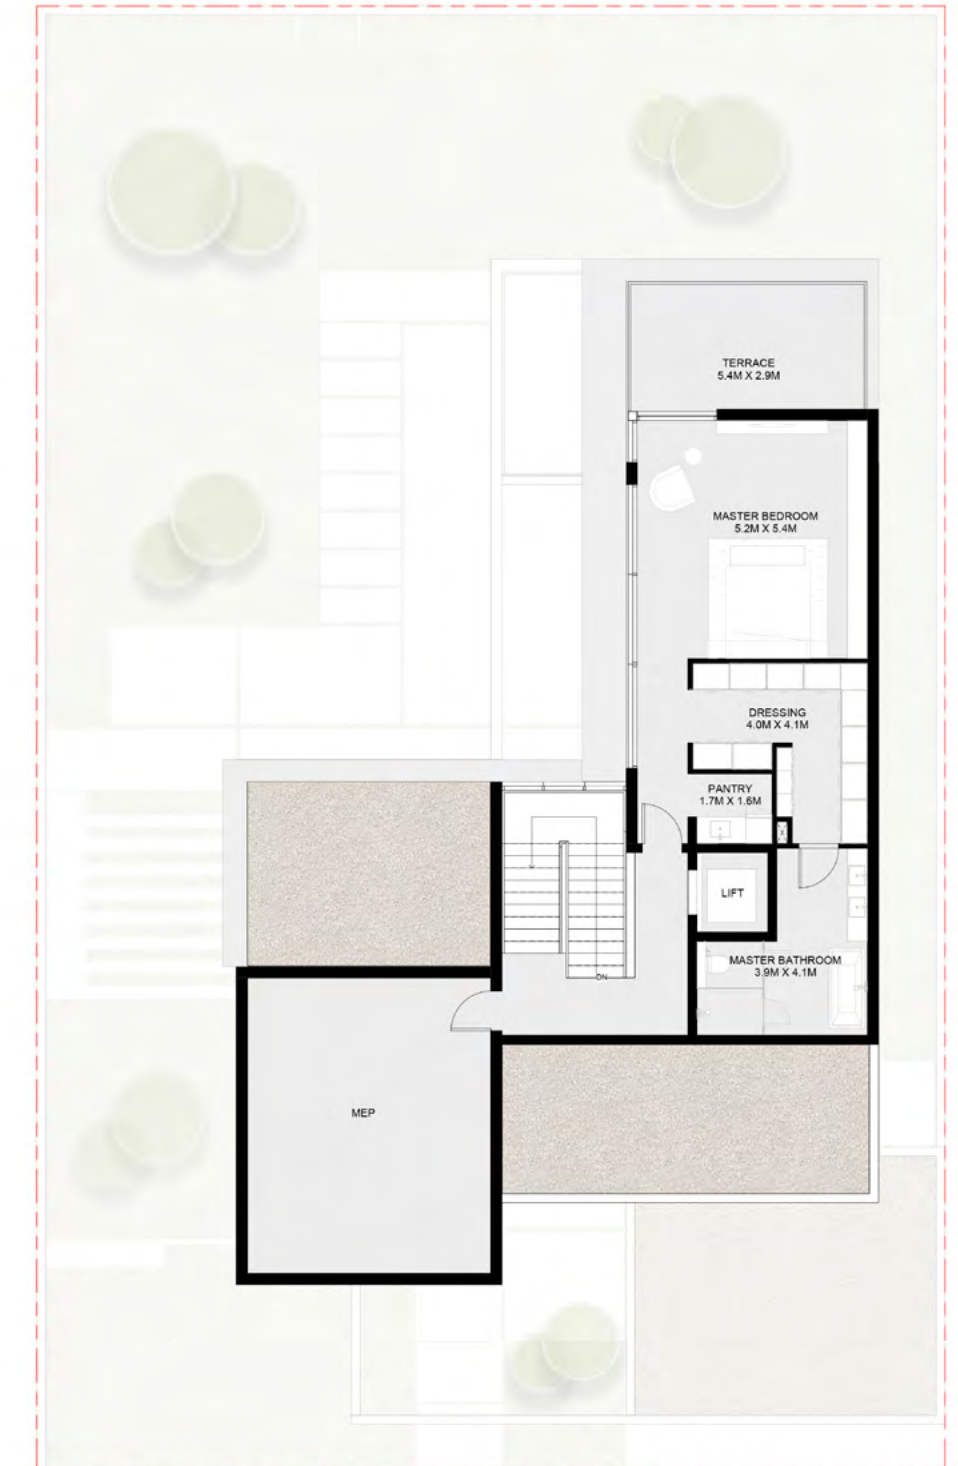 TERRACE
5.4M X 2.9M
MASTER BEDROOM
5.2M X 5.4M
DRESSING
4.0M X 4.1M
PANTRY
1.7M X 1.6M
LIFT
DN
MASTER BATHROOM
3.9M X 4.1M
MEP